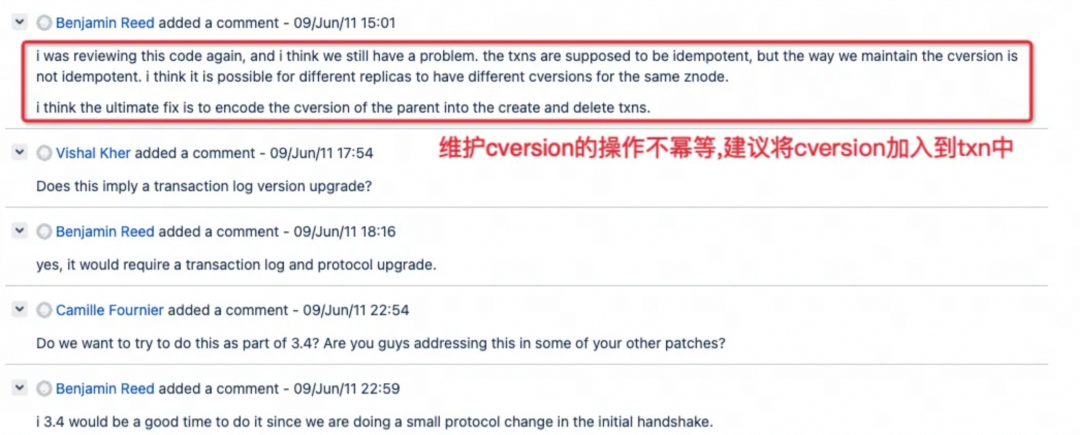 Benjamin Reed added a comment - 09/Jun/11 15:01
i was reviewing this code again, and i think we still have a problem. the txns are supposed to be idempotent, but the way we maintain the cversion is
not idempotent. i think it is possible for different replicas to have different cversions for the same znode.
i think the ultimate fix is to encode the cversion of the parent into the create and delete txns.
维护cversion的操作不幂等,建议将cversion加入到txn中
Vishal Kher added a comment - 09/Jun/11 17:54
Does this imply a transaction log version upgrade?
Benjamin Reed added a comment - 09/Jun/11 18:16
yes, it would require a transaction log and protocol upgrade.
Camille Fournier added a comment - 09/Jun/11 22:54
Do we want to try to do this as part of 3.4? Are you guys addressing this in some of your other patches?
Benjamin Reed added a comment - 09/Jun/11 22:59
i 3.4 would be a good time to do it since we are doing a small protocol change in the initial handshake.